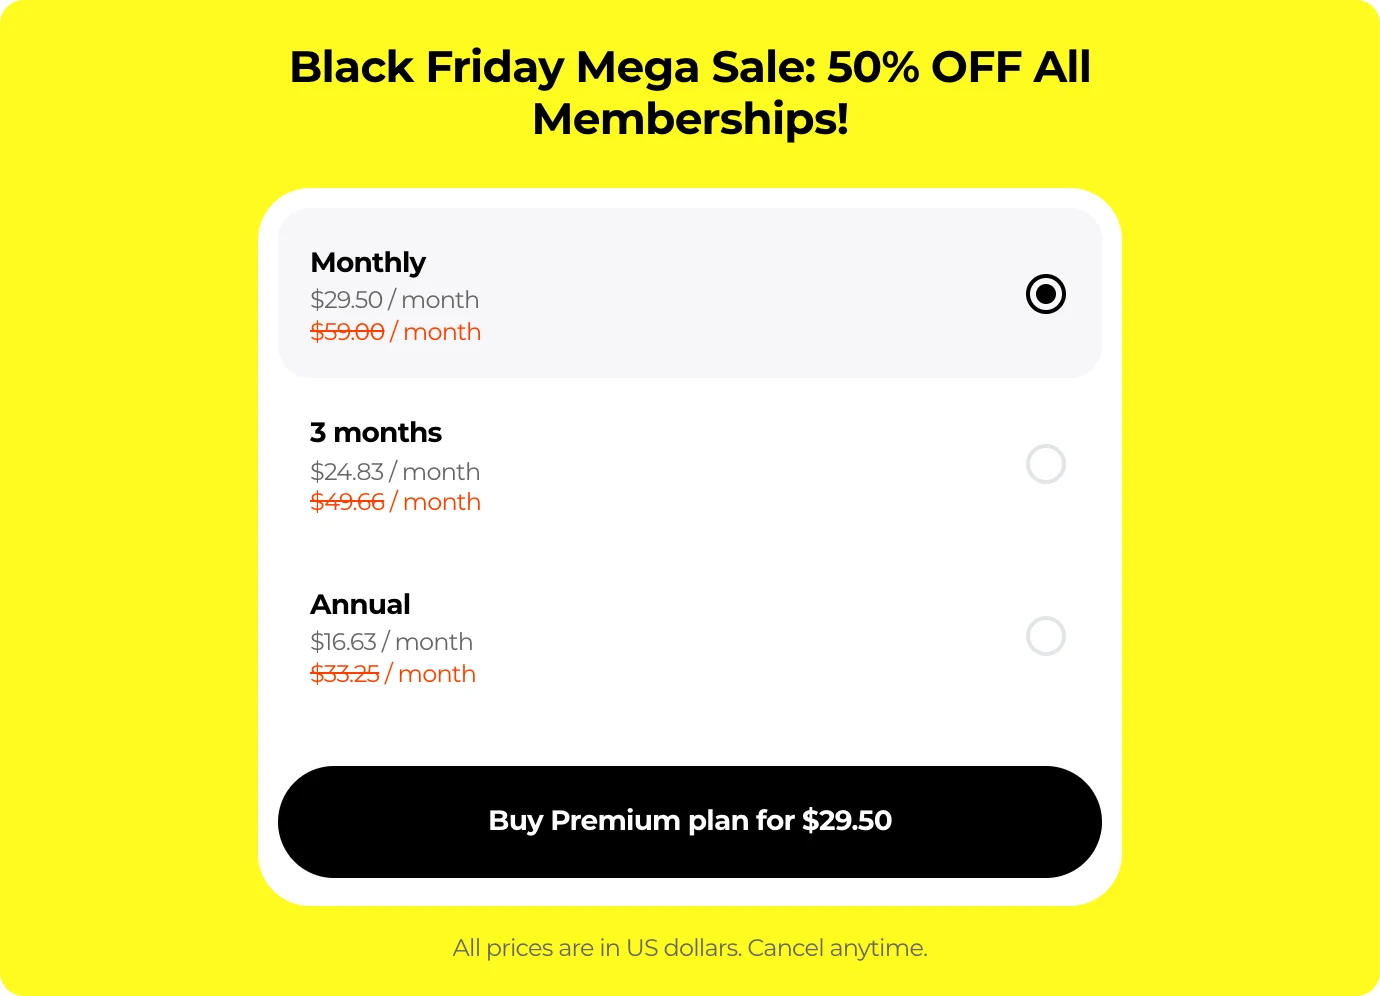 Black Friday Mega Sale: 50% OFF All
Memberships!
Monthly
$29.50 / month
$59.00 / month
3 months
$24.83 / month
$49.66 / month
Annual
$16.63 / month
$33.25 / month
Buy Premium plan for $29.50
All prices are in US dollars. Cancel anytime.